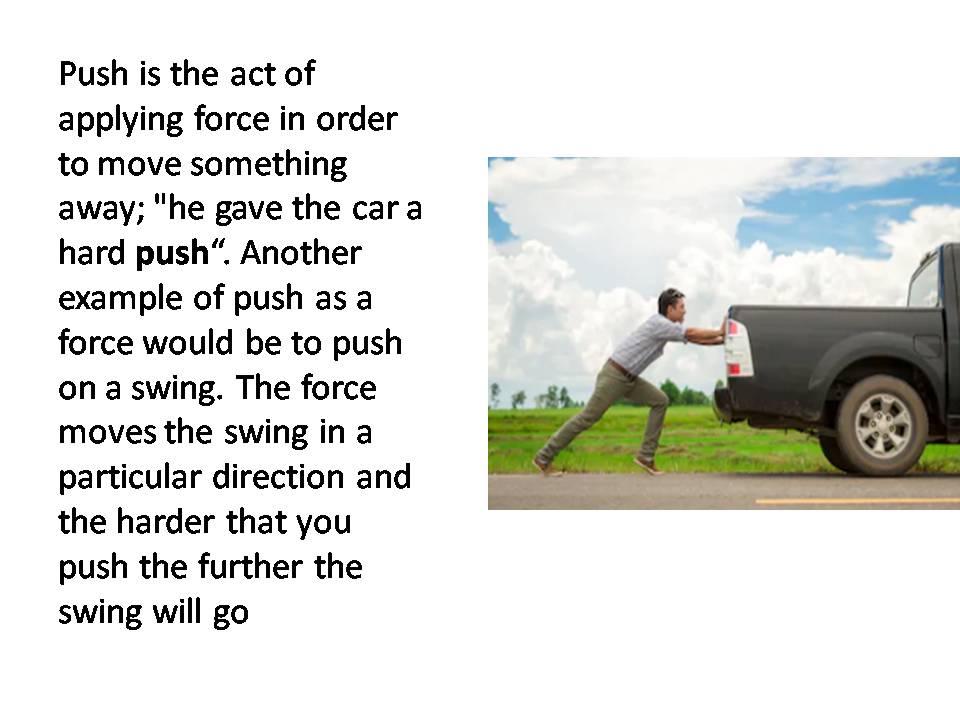 Push is the act of
applying force in order
to move something
away; "he gave the car a
hard push“. Another
example of push as a
force would be to push
on a swing. The force
moves the swing in a
particular direction and
the harder that you
push the further the
swing will go